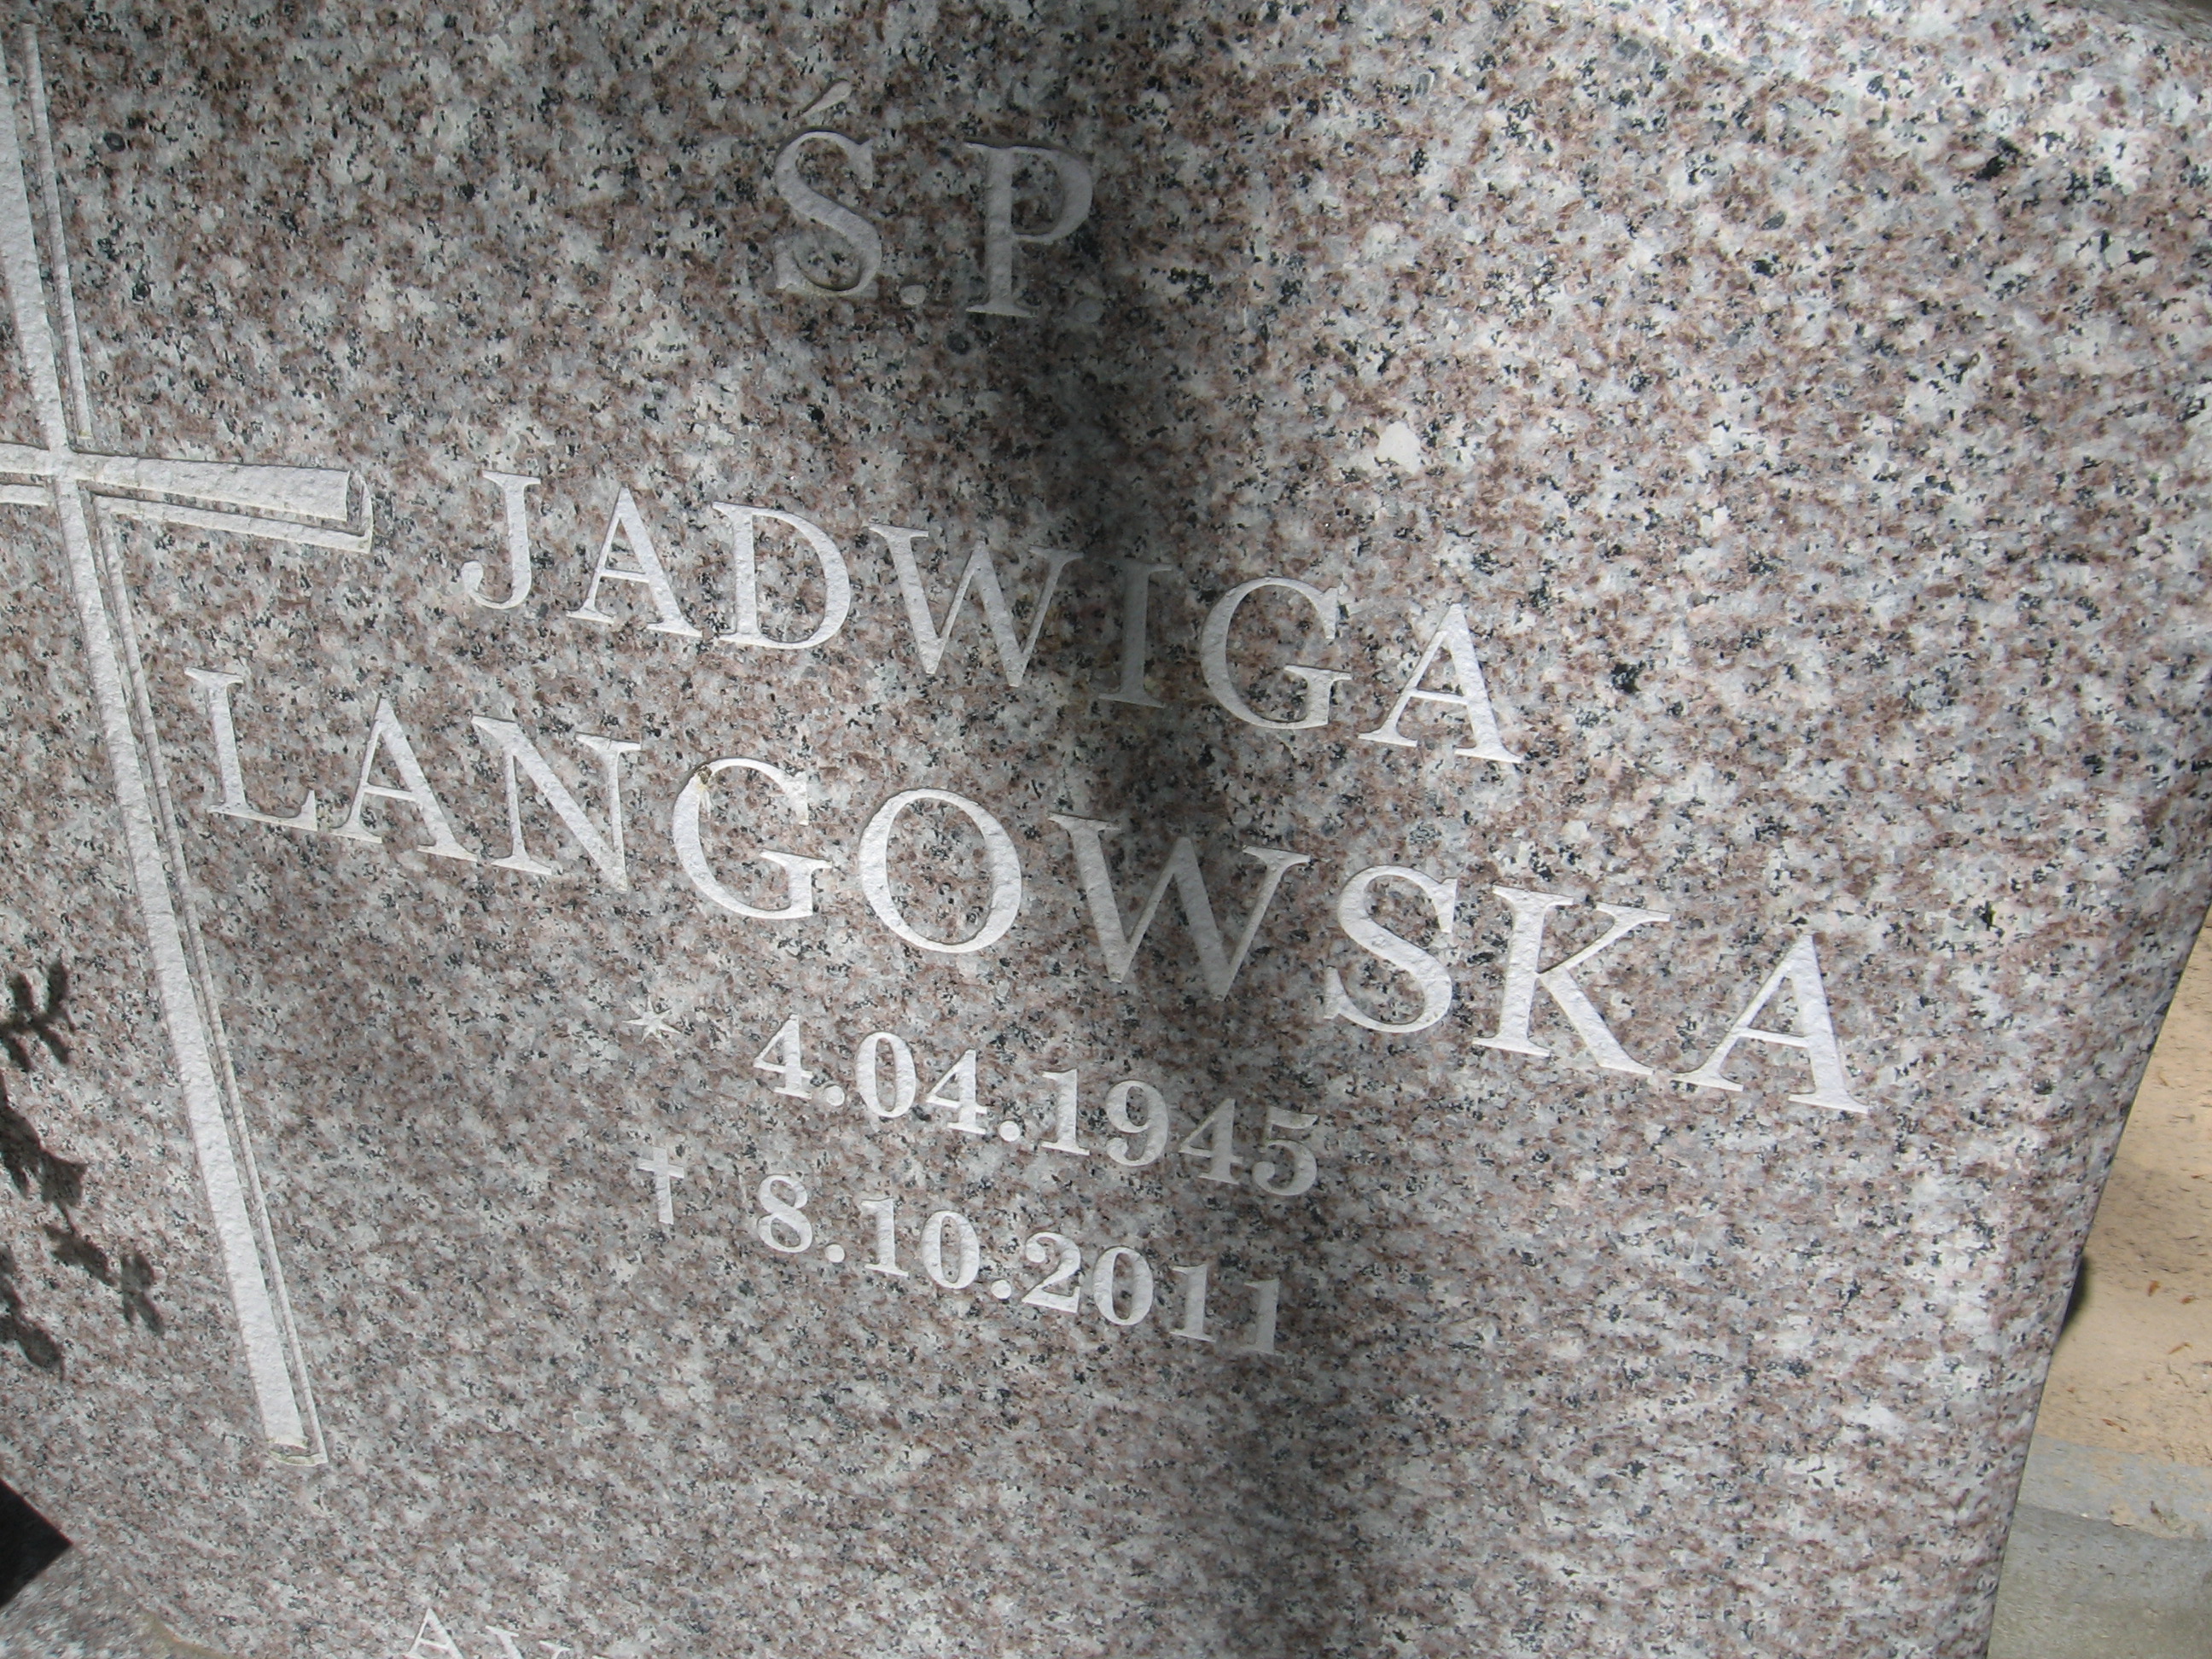 Ś.P.
JADWIGA
LANGOWSKA
* 4.04.1945
† 8.10.2011